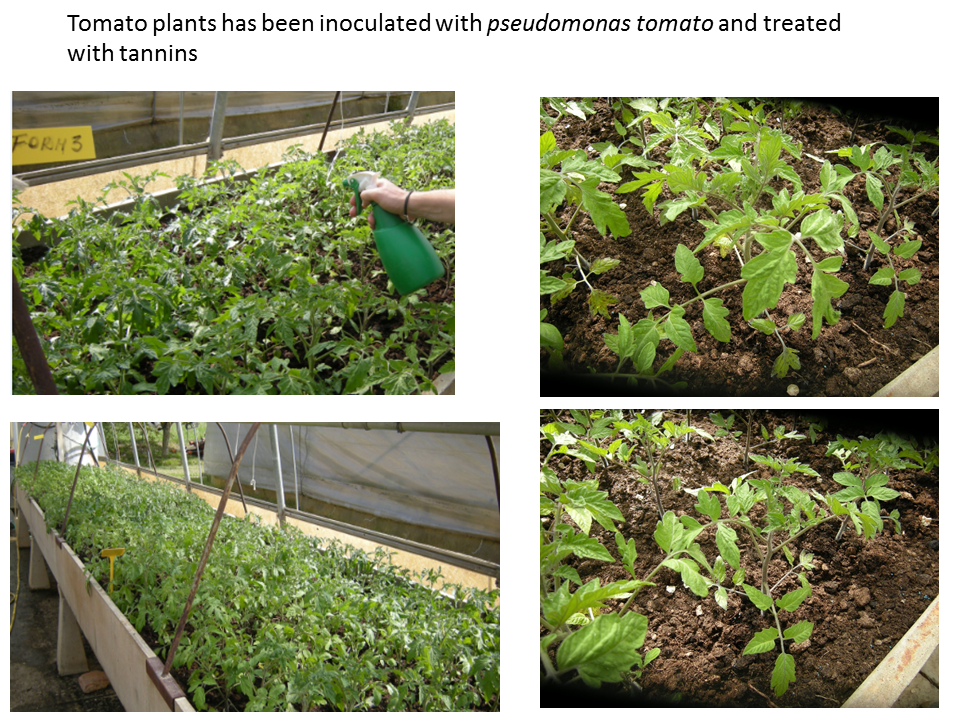 Tomato plants has been inoculated with pseudomonas tomato and treated
with tannins
FORM 3